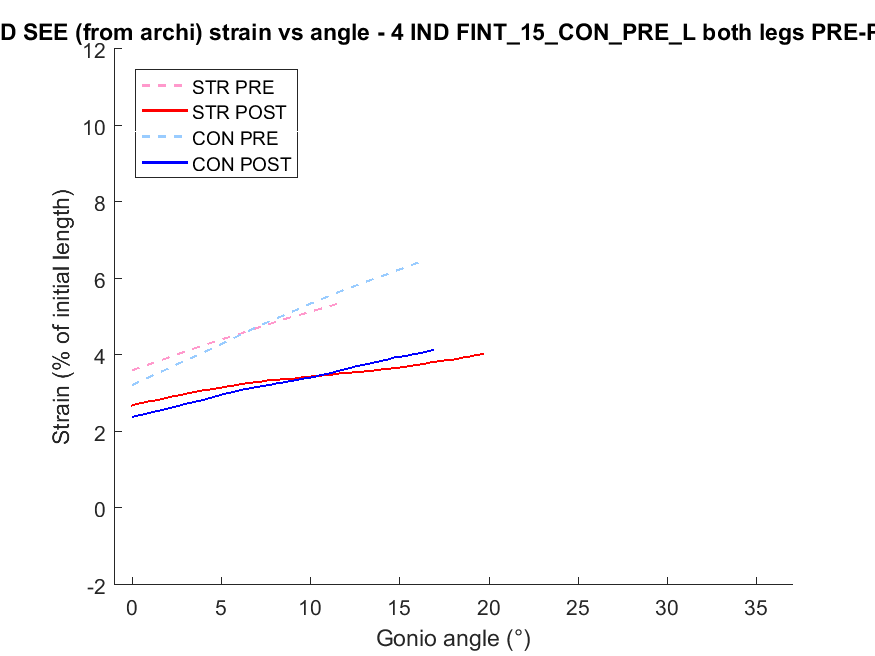 D SEE (from archi) strain vs angle - 4 IND FINT_15_CON_PRE_L both legs PRE-P
12
10
8
6
4
2
0
-2
STR PRE
STR POST
CON PRE
CON POST
Strain (% of initial length)
0 5 10 15 20 25 30 35
Gonio angle (°)